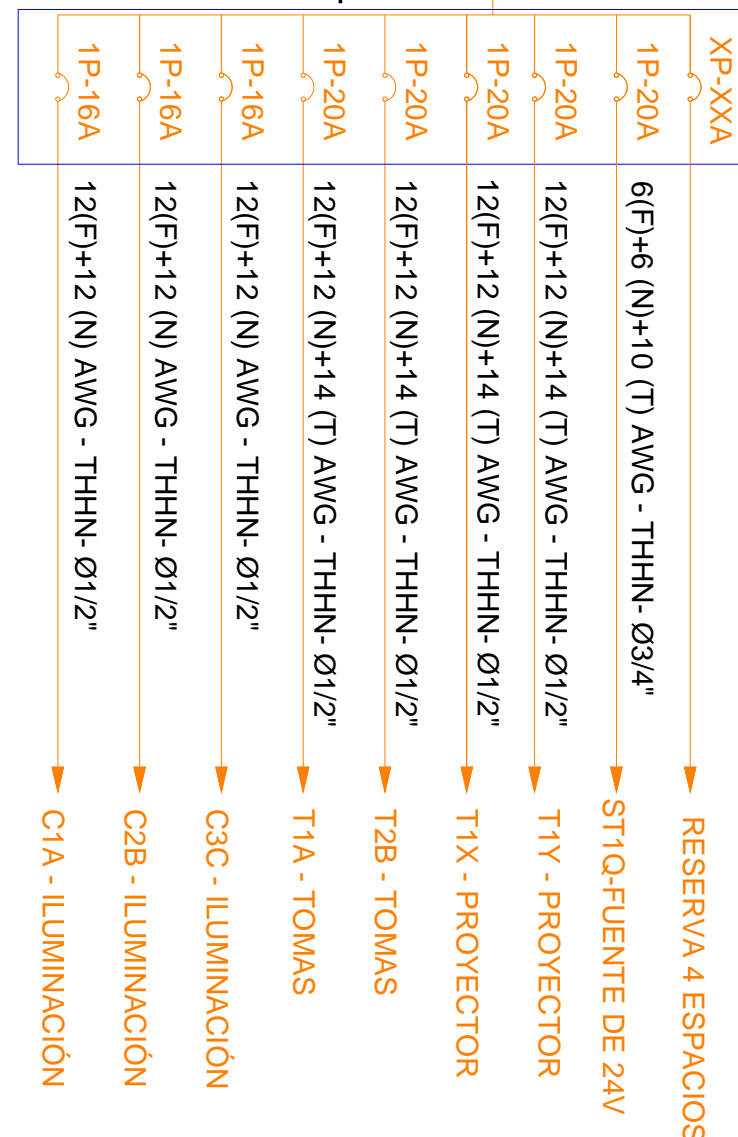 XP-XXA
RESERVA 4 ESPACIOS
1P-20A
6(F)+6 (N)+10 (T) AWG - THHN- Ø3/4"
ST1Q-FUENTE DE 24V
1P-20A
12(F)+12 (N)+14 (T) AWG - THHN- Ø1/2"
T1Y - PROYECTOR
1P-20A
12(F)+12 (N)+14 (T) AWG - THHN- Ø1/2"
T1X - PROYECTOR
1P-20A
12(F)+12 (N)+14 (T) AWG - THHN- Ø1/2"
T2B - TOMAS
1P-20A
12(F)+12 (N)+14 (T) AWG - THHN- Ø1/2"
T1A - TOMAS
1P-16A
12(F)+12 (N) AWG - THHN- Ø1/2"
C3C - ILUMINACIÓN
1P-16A
12(F)+12 (N) AWG - THHN- Ø1/2"
C2B - ILUMINACIÓN
1P-16A
12(F)+12 (N) AWG - THHN- Ø1/2"
C1A - ILUMINACIÓN